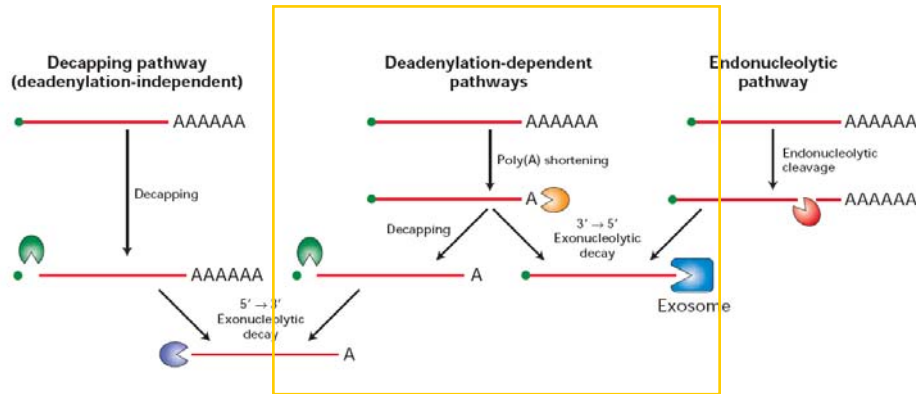 Decapping pathway
(deadenylation-independent)
AAAAAA
Decapping
AAAAAA
5′ → 3′
Exonucleolytic
decay
A
Deadenylation-dependent
pathways
AAAAAA
Poly(A) shortening
A
Decapping
A
3′ → 5′
Exonucleolytic
decay
Exosome
Endonucleolytic
pathway
AAAAAA
Endonucleolytic
cleavage
AAAAAA